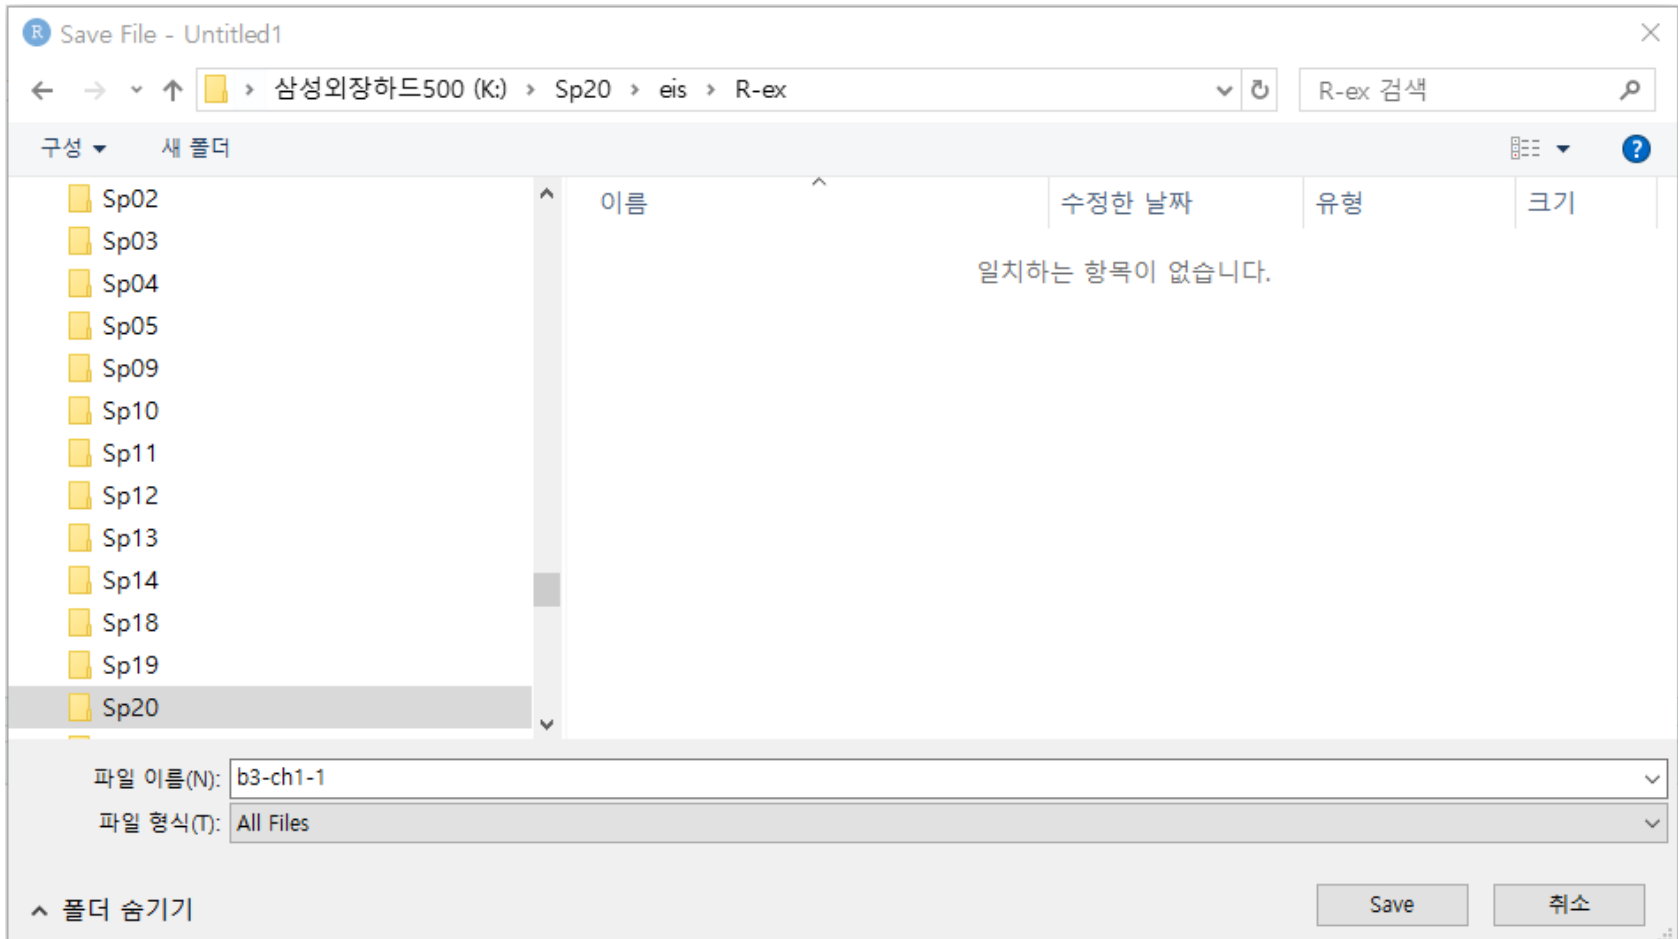 R Save File - Untitled1
삼성외장하드500 (K:) › Sp20 › eis › R-ex
R-ex 검색
구성 새 폴더
?
Sp02
Sp03
Sp04
Sp05
Sp09
Sp10
Sp11
Sp12
Sp13
Sp14
Sp18
Sp19
Sp20
이름 수정한 날짜 유형 크기
일치하는 항목이 없습니다.
파일 이름(N): b3-ch1-1
파일 형식(T): All Files
폴더 숨기기
Save 취소